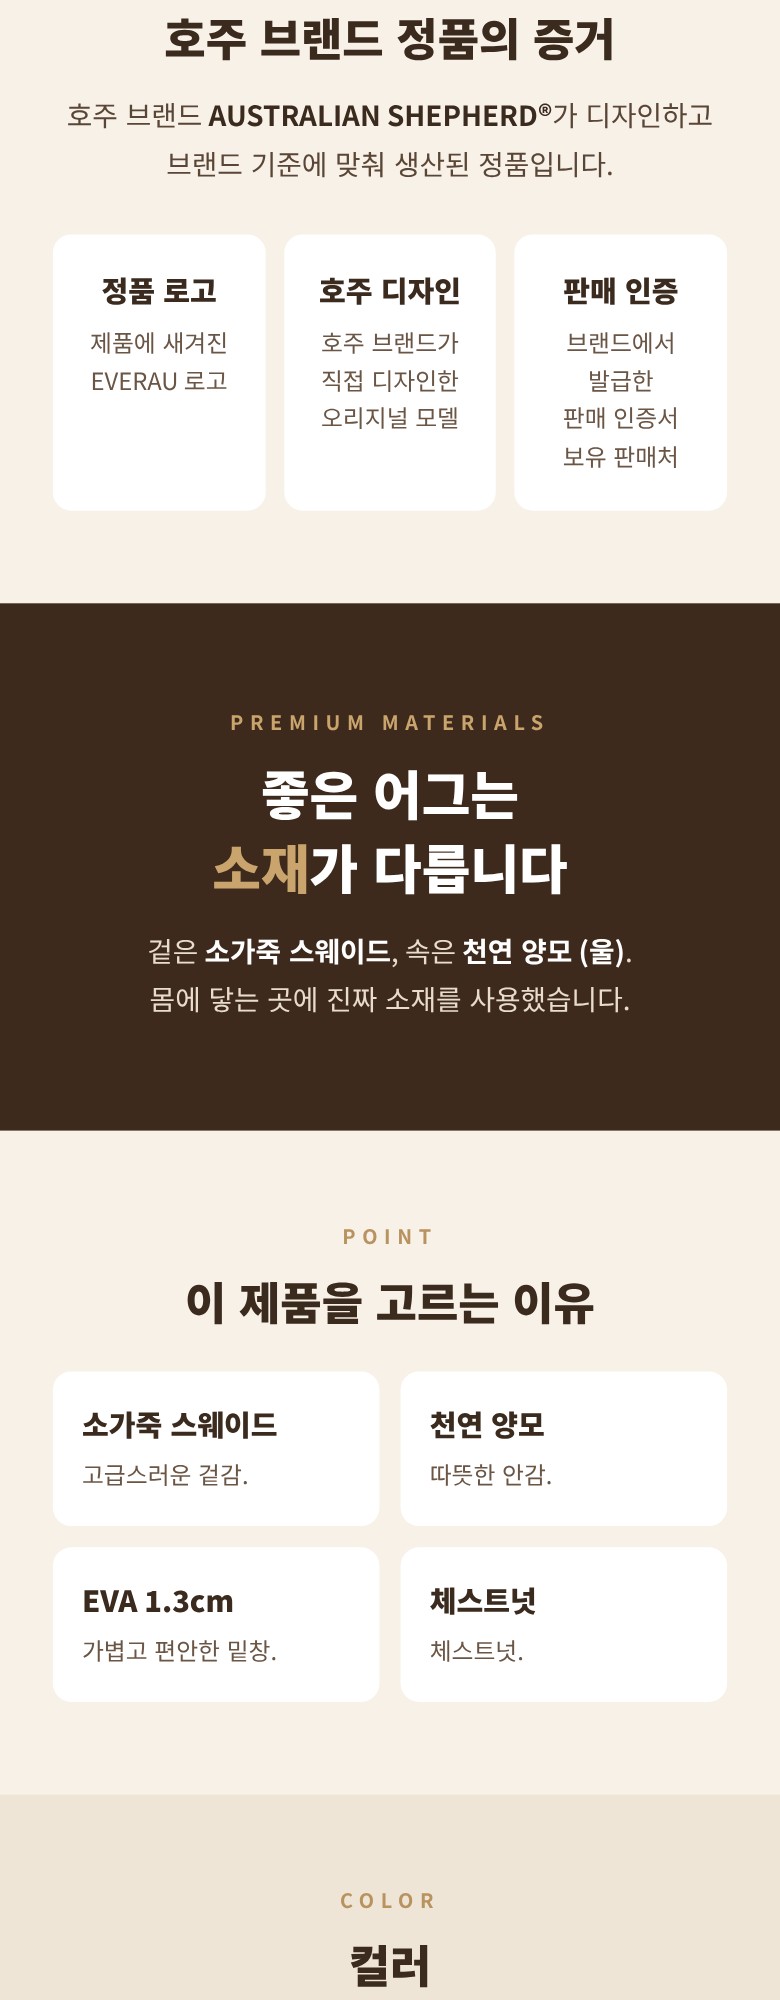 호주 브랜드 정품의 증거
호주 브랜드 AUSTRALIAN SHEPHERD®가 디자인하고
브랜드 기준에 맞춰 생산된 정품입니다.
정품 로고
제품에 새겨진
EVERAU 로고
호주 디자인
호주 브랜드가
직접 디자인한
오리지널 모델
판매 인증
브랜드에서
발급한
판매 인증서
보유 판매처
PREMIUM MATERIALS
좋은 어그는
소재가 다릅니다
겉은 소가죽 스웨이드, 속은 천연 양모 (울).
몸에 닿는 곳에 진짜 소재를 사용했습니다.
POINT
이 제품을 고르는 이유
소가죽 스웨이드
고급스러운 겉감.
천연 양모
따뜻한 안감.
EVA 1.3cm
가볍고 편안한 밑창.
체스트넛
체스트넛.
COLOR
컬러